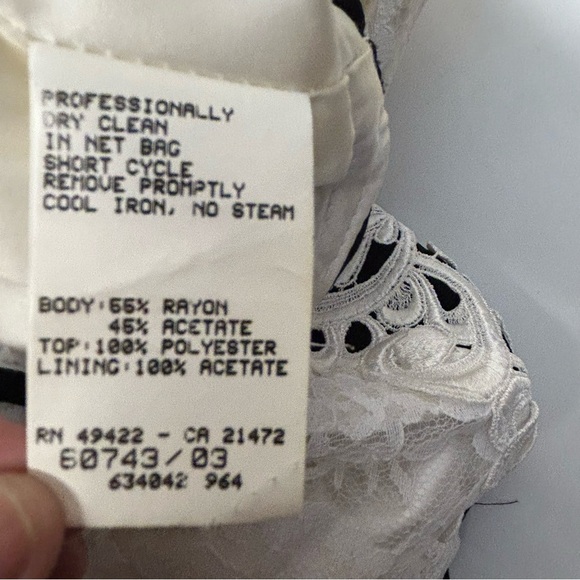 PROFESSIONALLY
DRY CLEAN
IN NET BAG
SHORT CYCLE
REMOVE PROMPTLY
COOL IRON, NO STEAM
BODY: 55% RAYON
45% ACETATE
TOP: 100% POLYESTER
LINING: 100% ACETATE
RN 49422 - CA 21472
60743/03
634042 964